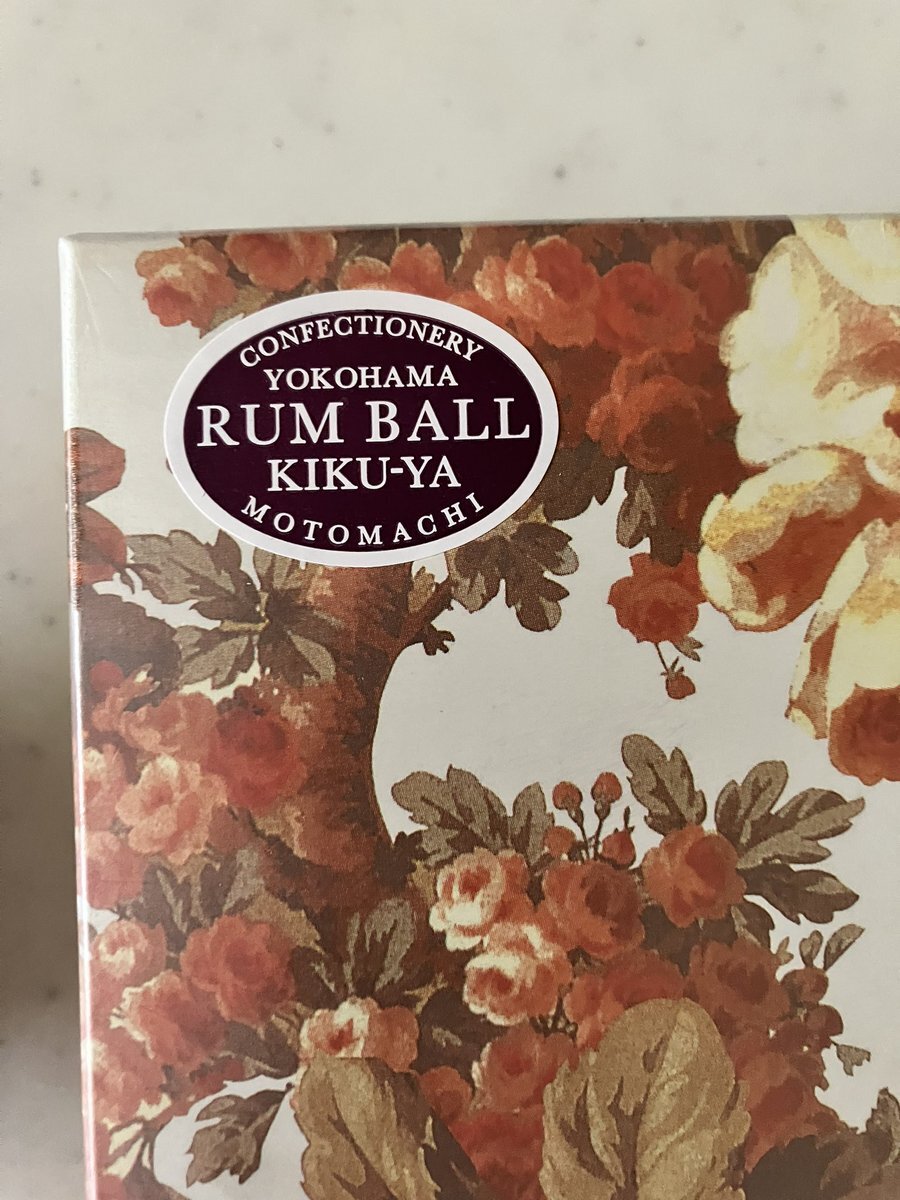 CONFECTIONERY
YOKOHAMA
RUM BALL
KIKU-YA
MOTOMACHI